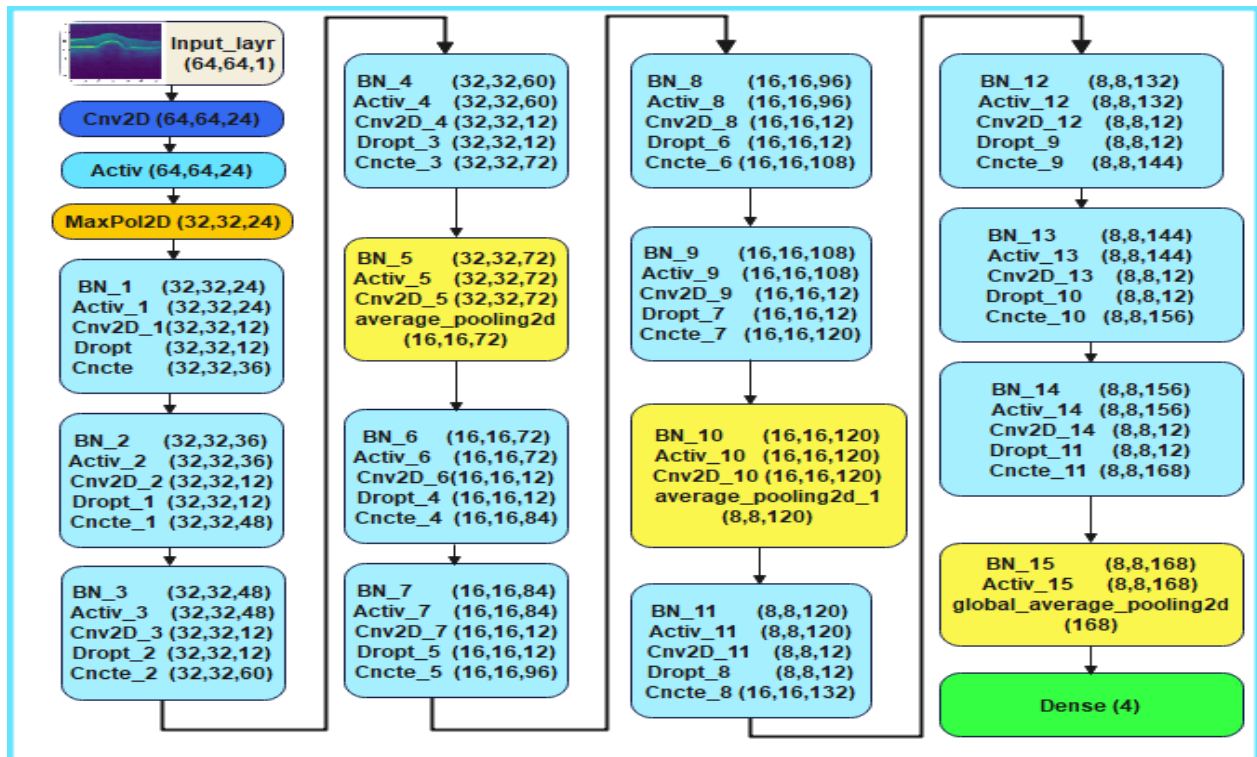 Input_layr
(64,64,1)
Cnv2D (64,64,24)
Activ (64,64,24)
MaxPol2D (32,32,24)
BN_1 (32,32,24)
Activ_1 (32,32,24)
Cnv2D_1(32,32,12)
Dropt (32,32,12)
Cncte (32,32,36)
BN_2 (32,32,36)
Activ_2 (32,32,36)
Cnv2D_2 (32,32,12)
Dropt_1 (32,32,12)
Cncte_1 (32,32,48)
BN_3 (32,32,48)
Activ_3 (32,32,48)
Cnv2D_3 (32,32,12)
Dropt_2 (32,32,12)
Cncte_2 (32,32,60)
BN_4 (32,32,60)
Activ_4 (32,32,60)
Cnv2D_4 (32,32,12)
Dropt_3 (32,32,12)
Cncte_3 (32,32,72)
BN_5 (32,32,72)
Activ_5 (32,32,72)
Cnv2D_5 (32,32,72)
average_pooling2d
(16,16,72)
BN_6 (16,16,72)
Activ_6 (16,16,72)
Cnv2D_6(16,16,12)
Dropt_4 (16,16,12)
Cncte_4 (16,16,84)
BN_7 (16,16,84)
Activ_7 (16,16,84)
Cnv2D_7 (16,16,12)
Dropt_5 (16,16,12)
Cncte_5 (16,16,96)
BN_8 (16,16,96)
Activ_8 (16,16,96)
Cnv2D_8 (16,16,12)
Dropt_6 (16,16,12)
Cncte_6 (16,16,108)
BN_9 (16,16,108)
Activ_9 (16,16,108)
Cnv2D_9 (16,16,12)
Dropt_7 (16,16,12)
Cncte_7 (16,16,120)
BN_10 (16,16,120)
Activ_10 (16,16,120)
Cnv2D_10 (16,16,120)
average_pooling2d_1
(8,8,120)
BN_11 (8,8,120)
Activ_11 (8,8,120)
Cnv2D_11 (8,8,12)
Dropt_8 (8,8,12)
Cncte_8 (16,16,132)
BN_12 (8,8,132)
Activ_12 (8,8,132)
Cnv2D_12 (8,8,12)
Dropt_9 (8,8,12)
Cncte_9 (8,8,144)
BN_13 (8,8,144)
Activ_13 (8,8,144)
Cnv2D_13 (8,8,12)
Dropt_10 (8,8,12)
Cncte_10 (8,8,156)
BN_14 (8,8,156)
Activ_14 (8,8,156)
Cnv2D_14 (8,8,12)
Dropt_11 (8,8,12)
Cncte_11 (8,8,168)
BN_15 (8,8,168)
Activ_15 (8,8,168)
global_average_pooling2d
(168)
Dense (4)